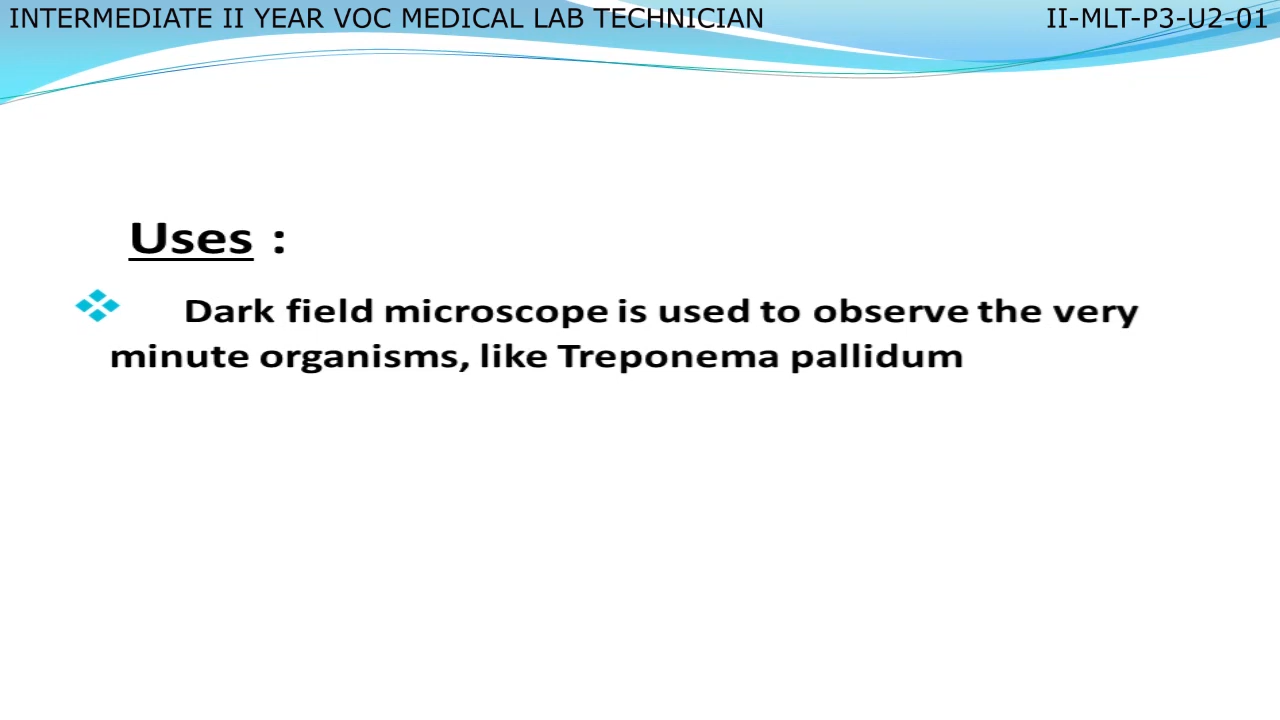 INTERMEDIATE II YEAR VOC MEDICAL LAB TECHNICIAN II-MLT-P3-U2-01
Uses :
Dark field microscope is used to observe the very
minute organisms, like Treponema pallidum